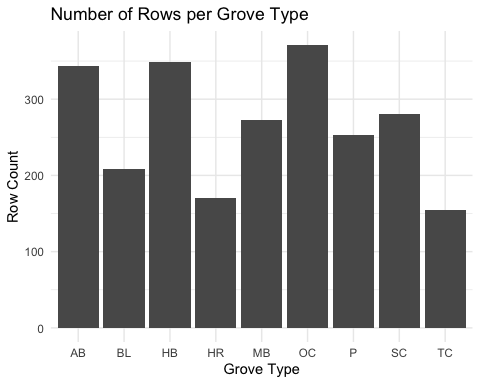 Number of Rows per Grove Type
Row Count
300
200
100
0
AB BL HB HR MB OC P SC TC
Grove Type